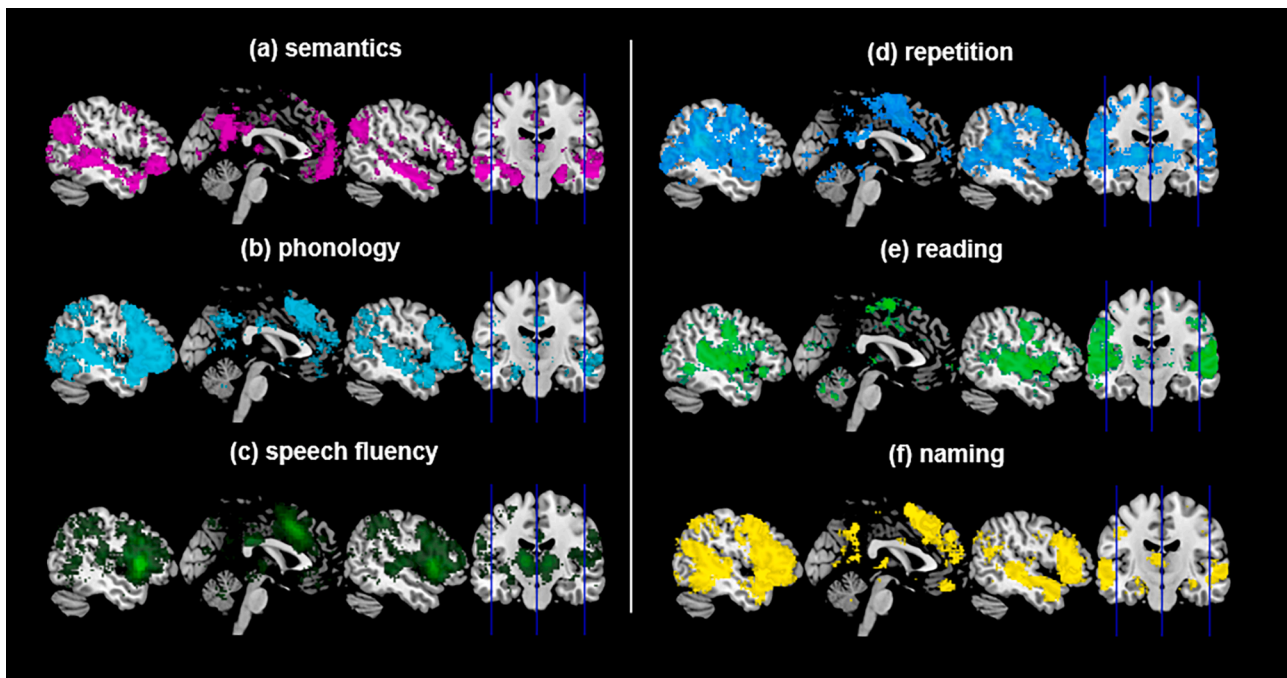 (a) semantics
(b) phonology
(c) speech fluency
(d) repetition
(e) reading
(f) naming